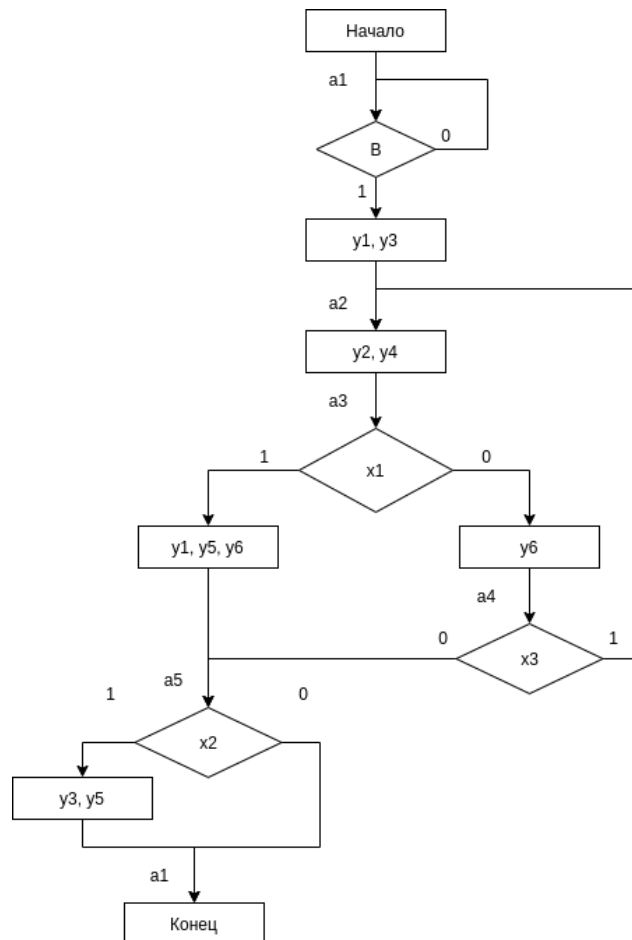 Начало
a1
0
B
1
y1, y3
a2
y2, y4
a3
1
0
x1
y1, y5, y6
y6
a4
0
1
x3
a5
1
0
x2
y3, y5
a1
Конец